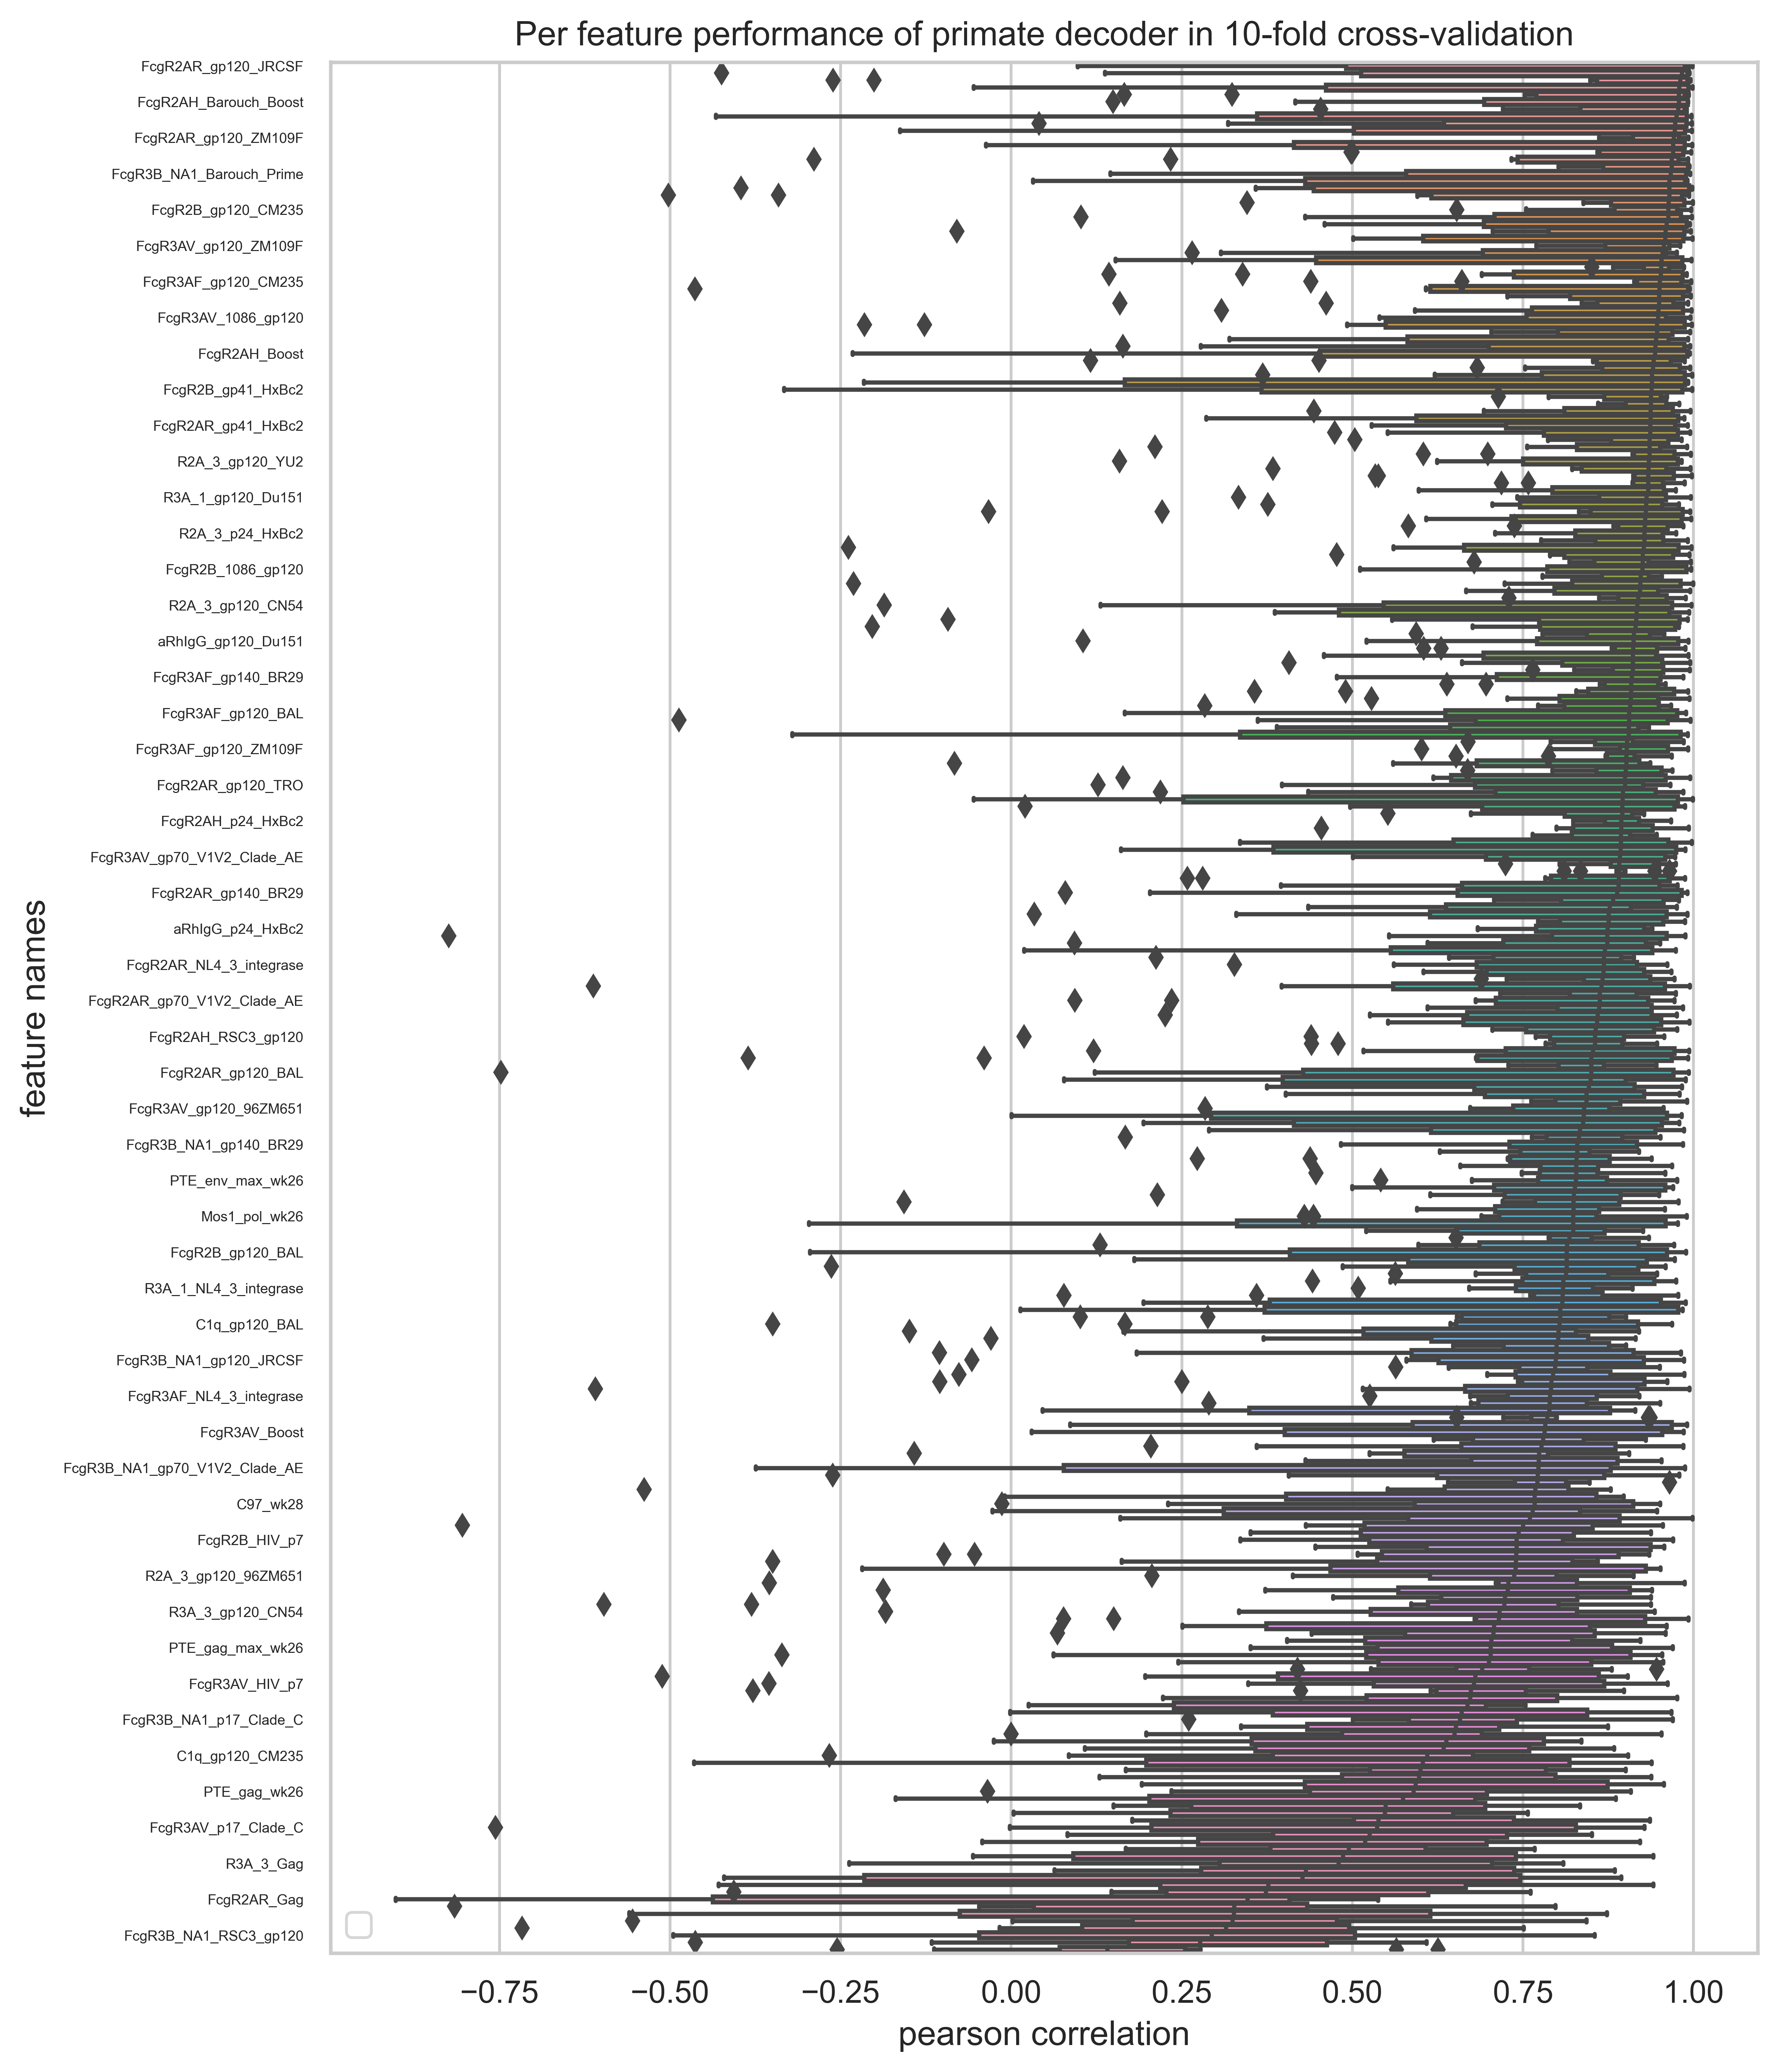 Per feature performance of primate decoder in 10-fold cross-validation
FcgR2AR_gp120_JRCSF
FcgR2AH_Barouch_Boost
FcgR2AR_gp120_ZM109F
FcgR3B_NA1_Barouch_Prime
FcgR2B_gp120_CM235
FcgR3AV_gp120_ZM109F
FcgR3AF_gp120_CM235
FcgR3AV_1086_gp120
FcgR2AH_Boost
FcgR2B_gp41_HxBc2
FcgR2AR_gp41_HxBc2
R2A_3_gp120_YU2
R3A_1_gp120_Du151
R2A_3_p24_HxBc2
FcgR2B_1086_gp120
R2A_3_gp120_CN54
aRhIgG_gp120_Du151
FcgR3AF_gp140_BR29
FcgR3AF_gp120_BAL
FcgR3AF_gp120_ZM109F
FcgR2AR_gp120_TRO
FcgR2AH_p24_HxBc2
FcgR3AV_gp70_V1V2_Clade_AE
FcgR2AR_gp140_BR29
aRhIgG_p24_HxBc2
FcgR2AR_NL4_3_integrase
FcgR2AR_gp70_V1V2_Clade_AE
FcgR2AH_RSC3_gp120
FcgR2AR_gp120_BAL
FcgR3AV_gp120_96ZM651
FcgR3B_NA1_gp140_BR29
PTE_env_max_wk26
Mos1_pol_wk26
FcgR2B_gp120_BAL
R3A_1_NL4_3_integrase
C1q_gp120_BAL
FcgR3B_NA1_gp120_JRCSF
FcgR3AF_NL4_3_integrase
FcgR3AV_Boost
FcgR3B_NA1_gp70_V1V2_Clade_AE
C97_wk28
FcgR2B_HIV_p7
R2A_3_gp120_96ZM651
R3A_3_gp120_CN54
PTE_gag_max_wk26
FcgR3AV_HIV_p7
FcgR3B_NA1_p17_Clade_C
C1q_gp120_CM235
PTE_gag_wk26
FcgR3AV_p17_Clade_C
R3A_3_Gag
FcgR2AR_Gag
FcgR3B_NA1_RSC3_gp120
feature names
−0.75 −0.50 −0.25 0.00 0.25 0.50 0.75 1.00
pearson correlation